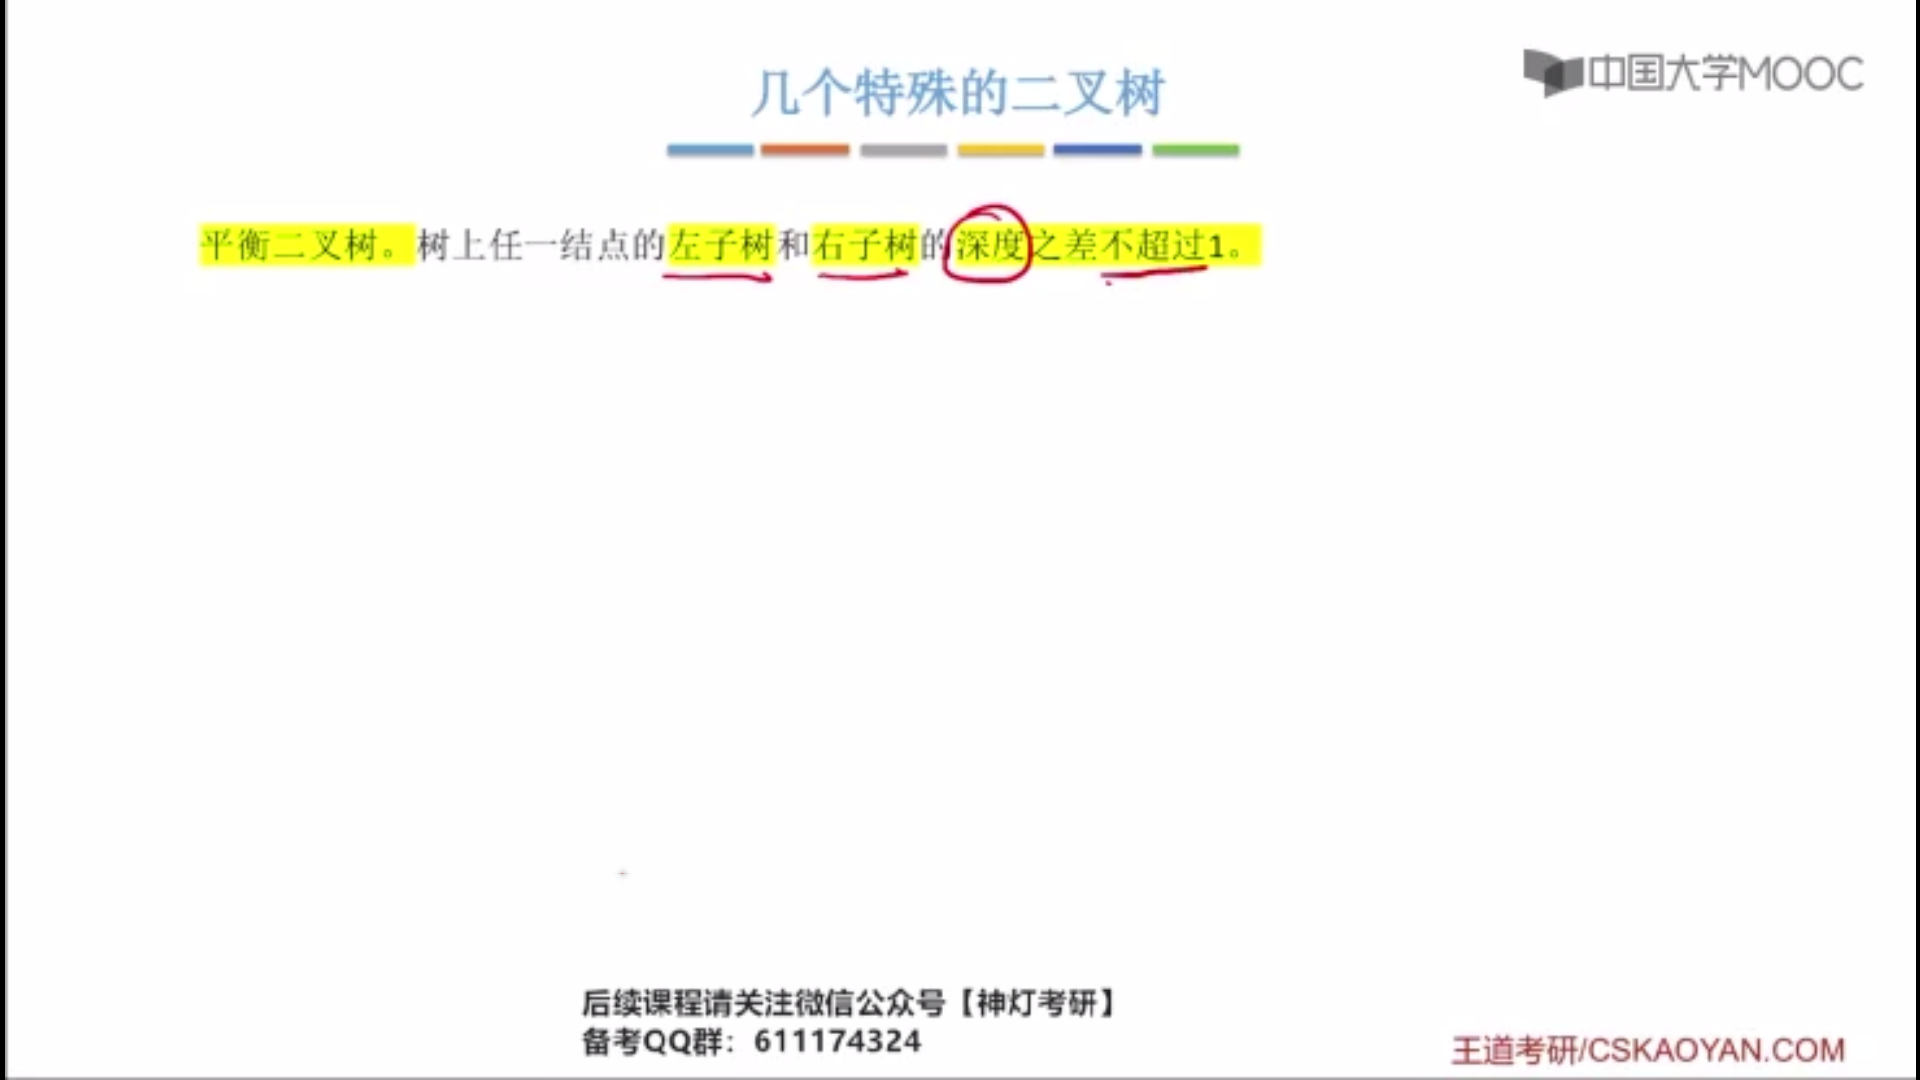 几个特殊的二叉树
中国大学MOOC
平衡二叉树。树上任一结点的左子树和右子树的深度之差不超过1。
后续课程请关注微信公众号【神灯考研】
备考QQ群：611174324
王道考研/CSKAOYAN.COM